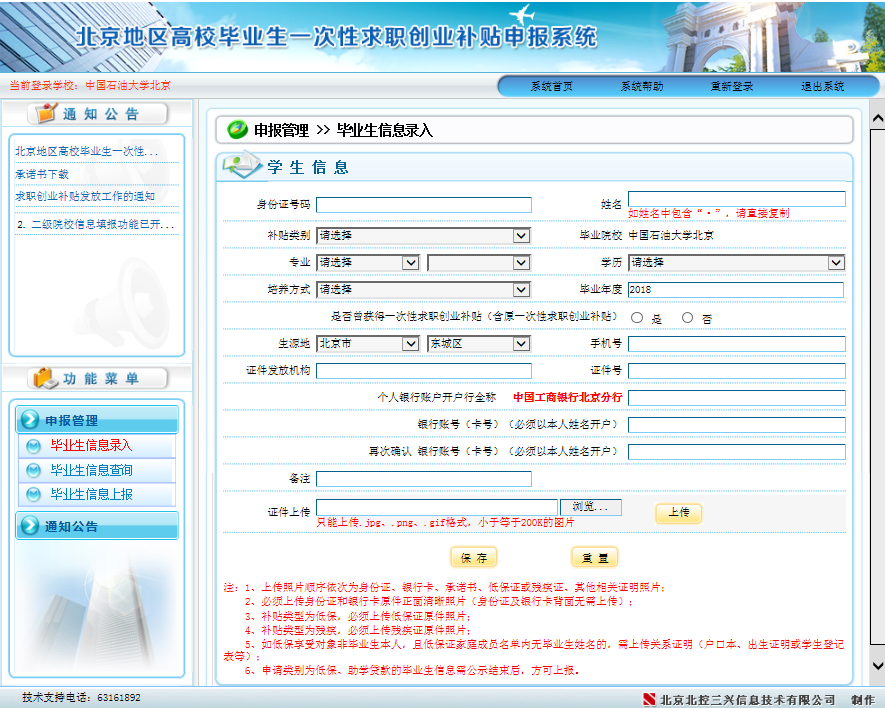 北京地区高校毕业生一次性求职创业补贴申报系统
当前登录学校：中国石油大学北京
系统首页 系统帮助 重新登录 退出系统
通知公告
北京地区高校毕业生一次性...
承诺书下载
求职创业补贴发放工作的通知
2. 二级院校信息填报功能已开...
功能菜单
申报管理
毕业生信息录入
毕业生信息查询
毕业生信息上报
通知公告
申报管理 >> 毕业生信息录入
学生信息
身份证号码 姓名
如姓名中包含“·”，请直接复制
补贴类别 请选择 毕业院校 中国石油大学北京
专业 请选择 学历 请选择
培养方式 请选择 毕业年度 2018
是否曾获得一次性求职创业补贴（含原一次性求职创业补贴） 是 否
生源地 北京市 东城区 手机号
证件发放机构 证件号
个人银行账户开户行全称 中国工商银行北京分行
银行账号（卡号）（必须以本人姓名开户）
再次确认 银行账号（卡号）（必须以本人姓名开户）
备注
证件上传 浏览... 上传
只能上传.jpg、.png、.gif格式，小于等于200K的图片
保存 重置
注：1、上传照片顺序依次为身份证、银行卡、承诺书、低保证或残疾证、其他相关证明照片；
2、必须上传身份证和银行卡原件正面清晰照片（身份证及银行卡背面无需上传）；
3、补贴类型为低保，必须上传低保证原件照片；
4、补贴类型为残疾，必须上传残疾证原件照片；
5、如低保享受对象非毕业生本人，且低保证家庭成员名单内无毕业生姓名的，需上传关系证明（户口本、出生证明或学生登记
表等）；
6、申请类别为低保、助学贷款的毕业生信息需公示结束后，方可上报。
技术支持电话：63161892
北京北控三兴信息技术有限公司 制作